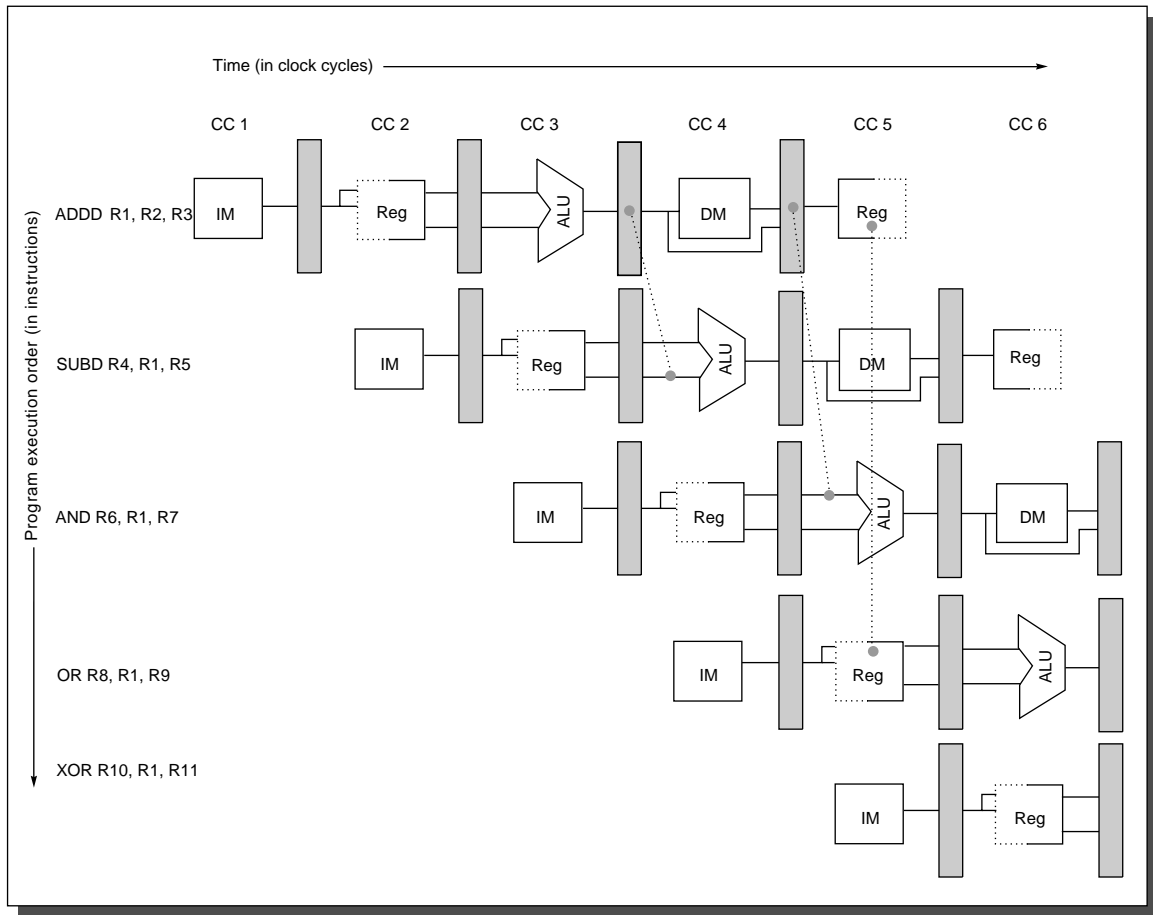 Time (in clock cycles)
CC 1 CC 2 CC 3 CC 4 CC 5 CC 6
Program execution order (in instructions)
ADDD R1, R2, R3 IM Reg ALU DM Reg
SUBD R4, R1, R5 IM Reg ALU DM Reg
AND R6, R1, R7 IM Reg ALU DM
OR R8, R1, R9 IM Reg ALU
XOR R10, R1, R11 IM Reg